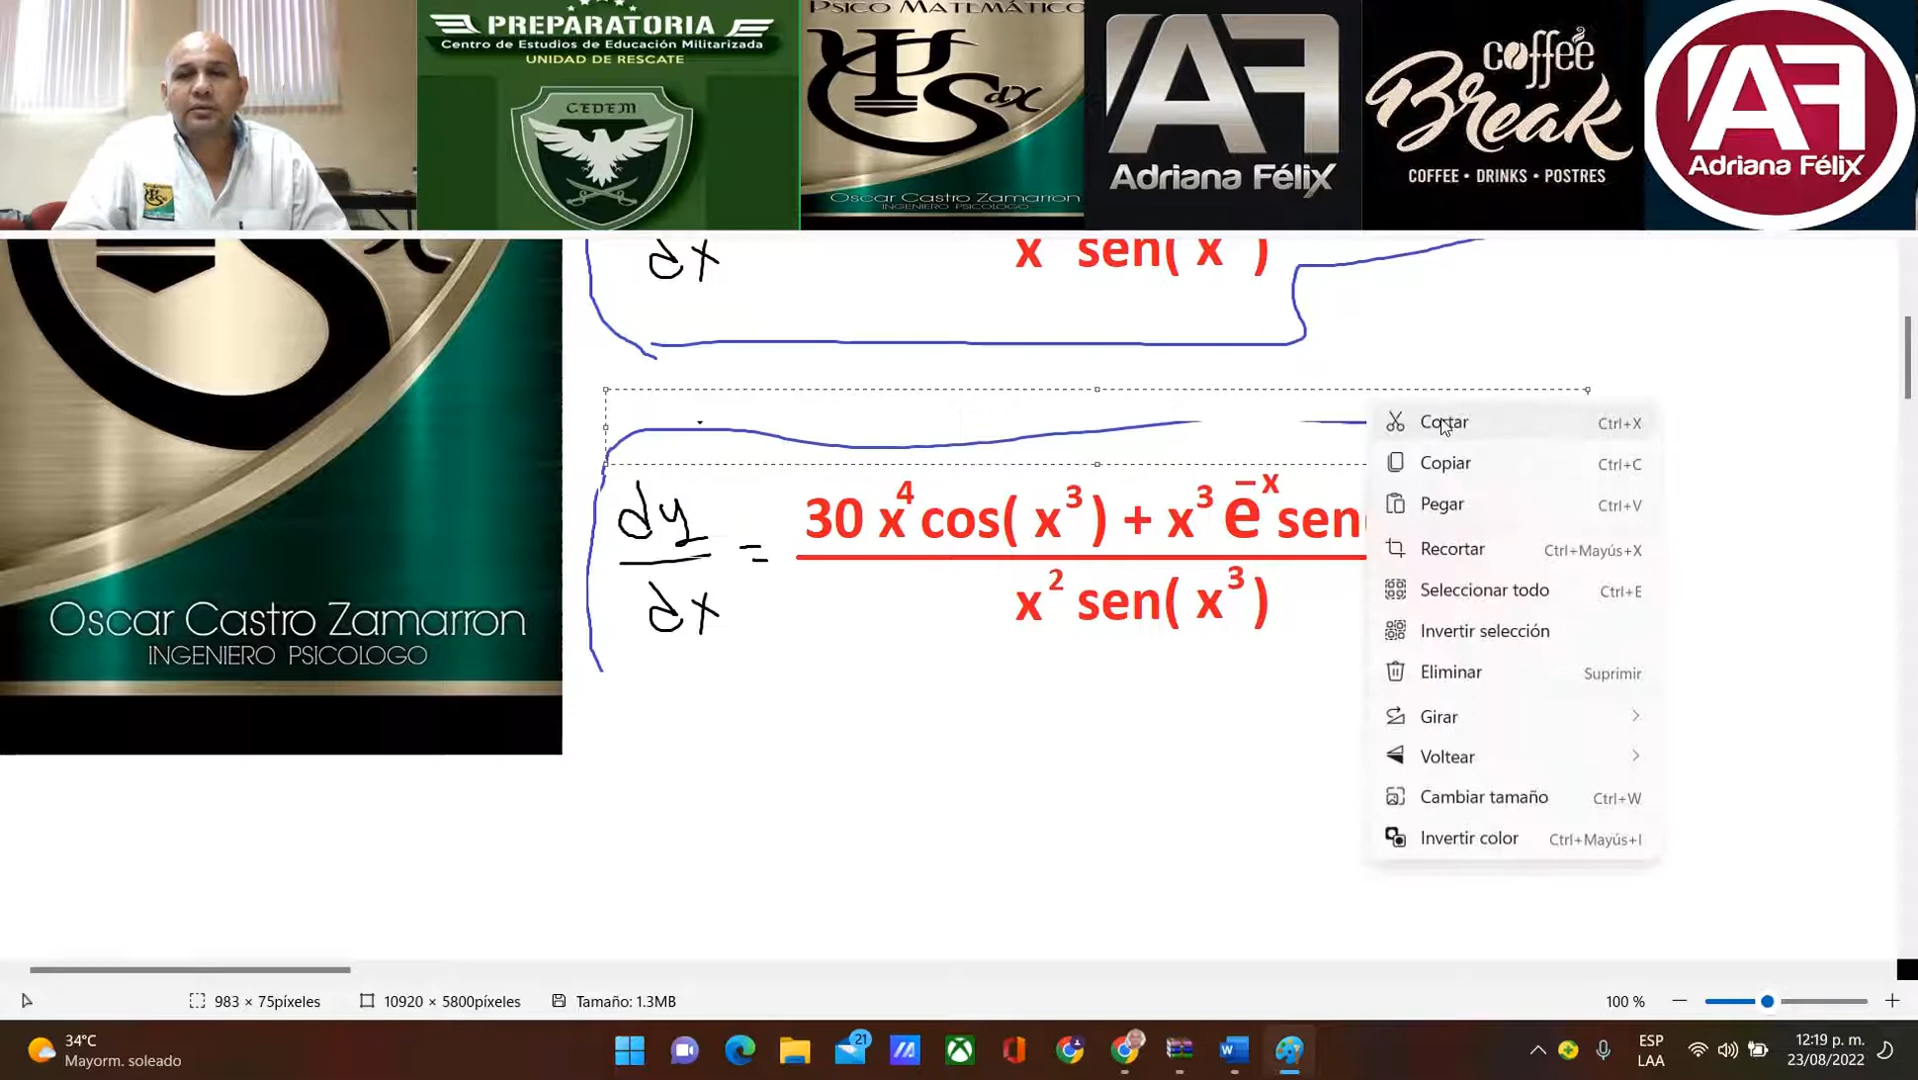 PREPARATORIA
Centro de Estudios de Educación Militarizada
UNIDAD DE RESCATE
CEDEM
PSICO MATEMÁTICO
dx
Oscar Castro Zamarron
INGENIERO PSICOLOGO
AF
Adriana Félix
coffee
Break
COFFEE • DRINKS • POSTRES
AF
Adriana Félix
dx
x sen( x )
dy
dx
=
30 x⁴ cos( x³ ) + x³ e⁻ˣ sen
x² sen( x³ )
Oscar Castro Zamarron
INGENIERO PSICOLOGO
Cortar Ctrl+X
Copiar Ctrl+C
Pegar Ctrl+V
Recortar Ctrl+Mayús+X
Seleccionar todo Ctrl+E
Invertir selección
Eliminar Suprimir
Girar
Voltear
Cambiar tamaño Ctrl+W
Invertir color Ctrl+Mayús+I
983 × 75píxeles
10920 × 5800píxeles
Tamaño: 1.3MB
100 %
34°C
Mayorm. soleado
21
ESP
LAA
12:19 p. m.
23/08/2022